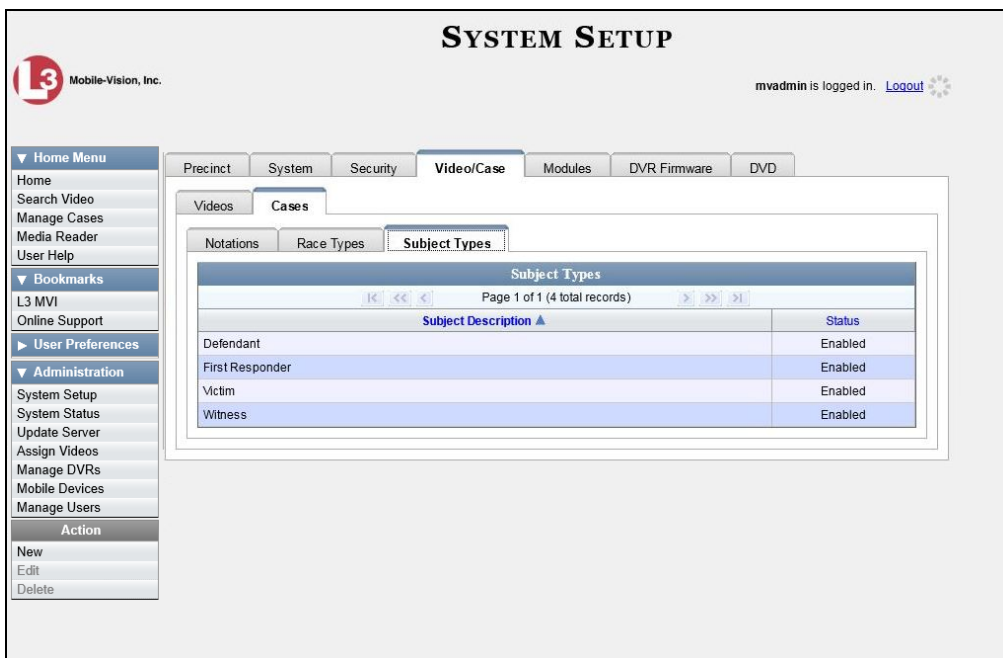 SYSTEM SETUP
L3 Mobile-Vision, Inc.
mvadmin is logged in. Logout
▼ Home Menu
Home
Search Video
Manage Cases
Media Reader
User Help
▼ Bookmarks
L3 MVI
Online Support
▶ User Preferences
▼ Administration
System Setup
System Status
Update Server
Assign Videos
Manage DVRs
Mobile Devices
Manage Users
Action
New
Edit
Delete
Precinct System Security Video/Case Modules DVR Firmware DVD
Videos Cases
Notations Race Types Subject Types
Subject Types
|< << < Page 1 of 1 (4 total records) > >> >|
Subject Description ▲ Status
Defendant Enabled
First Responder Enabled
Victim Enabled
Witness Enabled